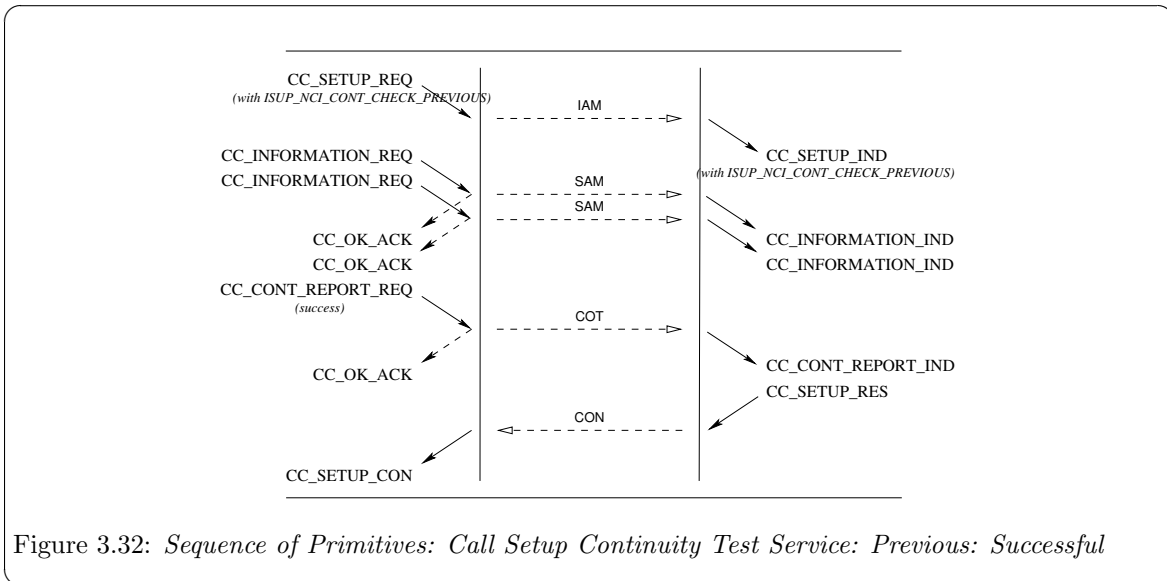 CC_SETUP_REQ
(with ISUP_NCI_CONT_CHECK_PREVIOUS)
IAM
CC_INFORMATION_REQ
CC_SETUP_IND
(with ISUP_NCI_CONT_CHECK_PREVIOUS)
CC_INFORMATION_REQ
SAM
SAM
CC_OK_ACK
CC_INFORMATION_IND
CC_OK_ACK
CC_INFORMATION_IND
CC_CONT_REPORT_REQ
(success)
COT
CC_OK_ACK
CC_CONT_REPORT_IND
CC_SETUP_RES
CON
CC_SETUP_CON
Figure 3.32: Sequence of Primitives: Call Setup Continuity Test Service: Previous: Successful